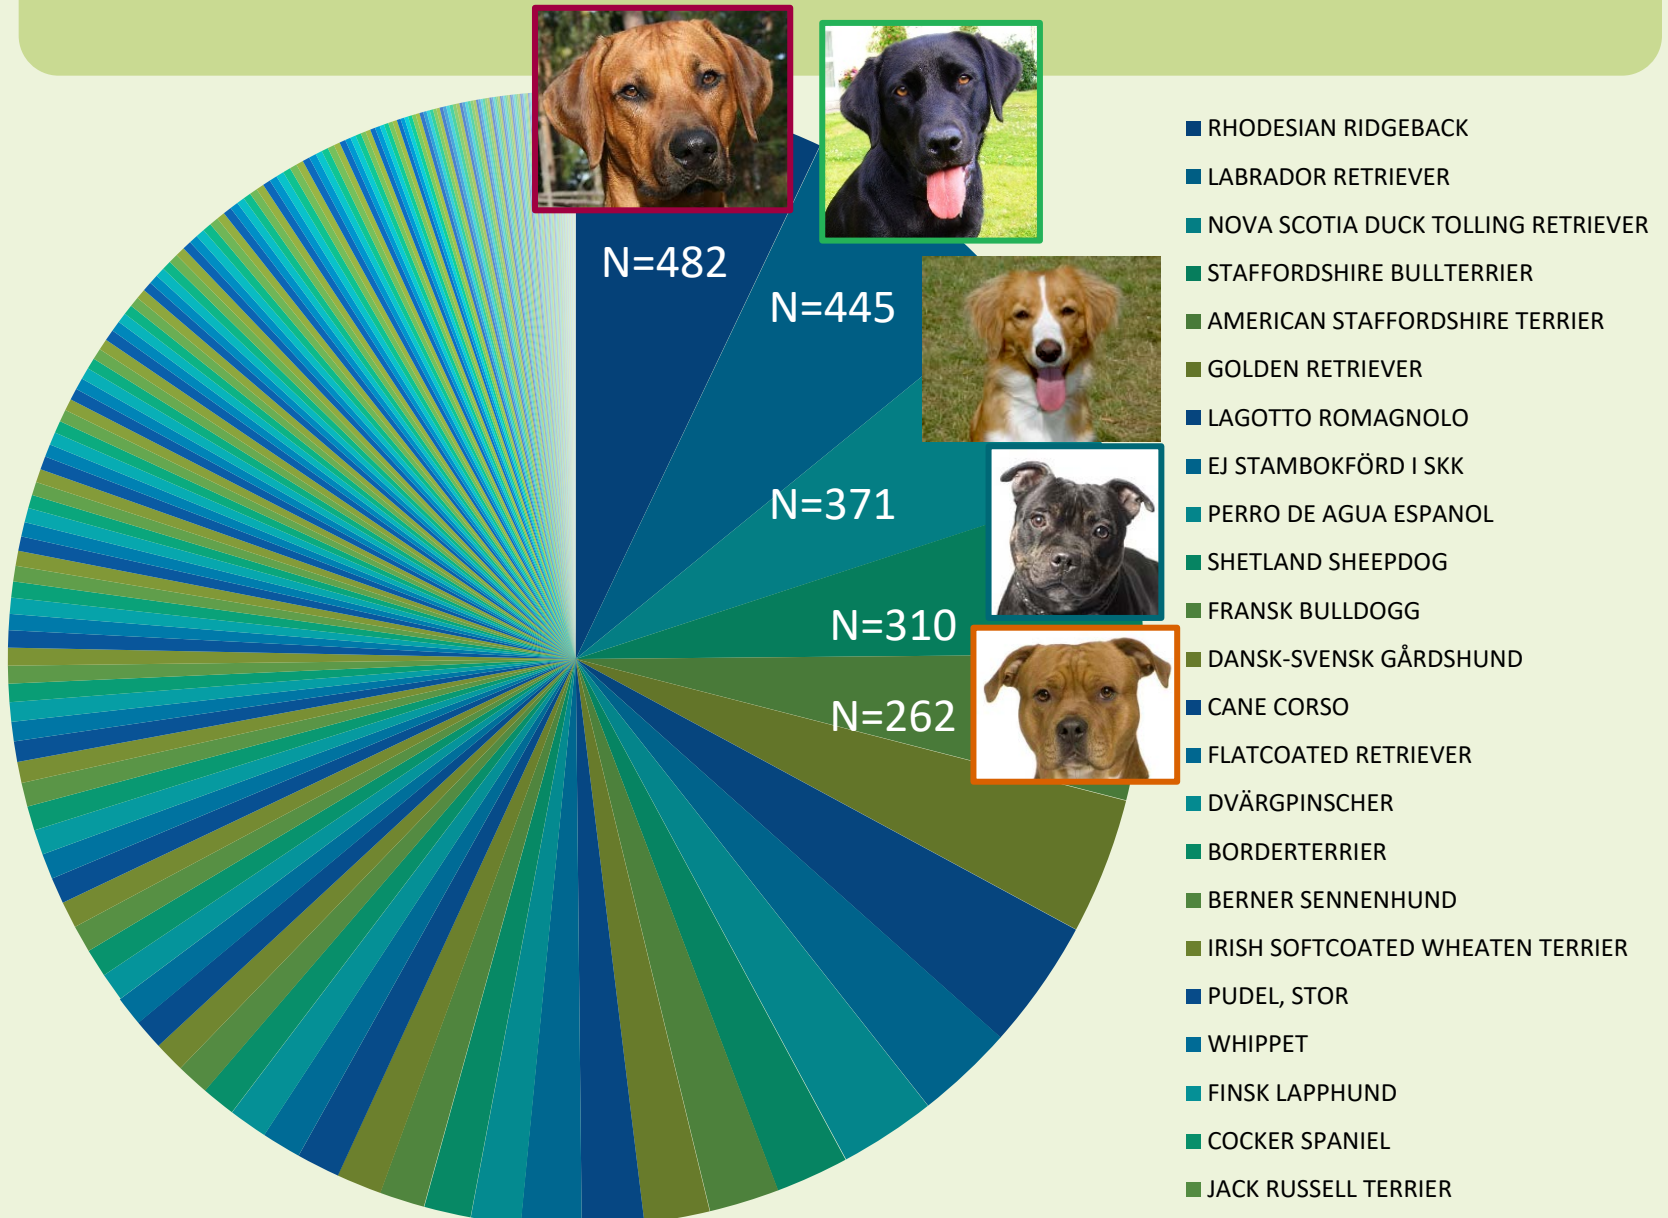 N=482
N=445
N=371
N=310
N=262
RHODESIAN RIDGEBACK
LABRADOR RETRIEVER
NOVA SCOTIA DUCK TOLLING RETRIEVER
STAFFORDSHIRE BULLTERRIER
AMERICAN STAFFORDSHIRE TERRIER
GOLDEN RETRIEVER
LAGOTTO ROMAGNOLO
EJ STAMBOKFÖRD I SKK
PERRO DE AGUA ESPANOL
SHETLAND SHEEPDOG
FRANSK BULLDOGG
DANSK-SVENSK GÅRDSHUND
CANE CORSO
FLATCOATED RETRIEVER
DVÄRGPINSCHER
BORDERTERRIER
BERNER SENNENHUND
IRISH SOFTCOATED WHEATEN TERRIER
PUDEL, STOR
WHIPPET
FINSK LAPPHUND
COCKER SPANIEL
JACK RUSSELL TERRIER